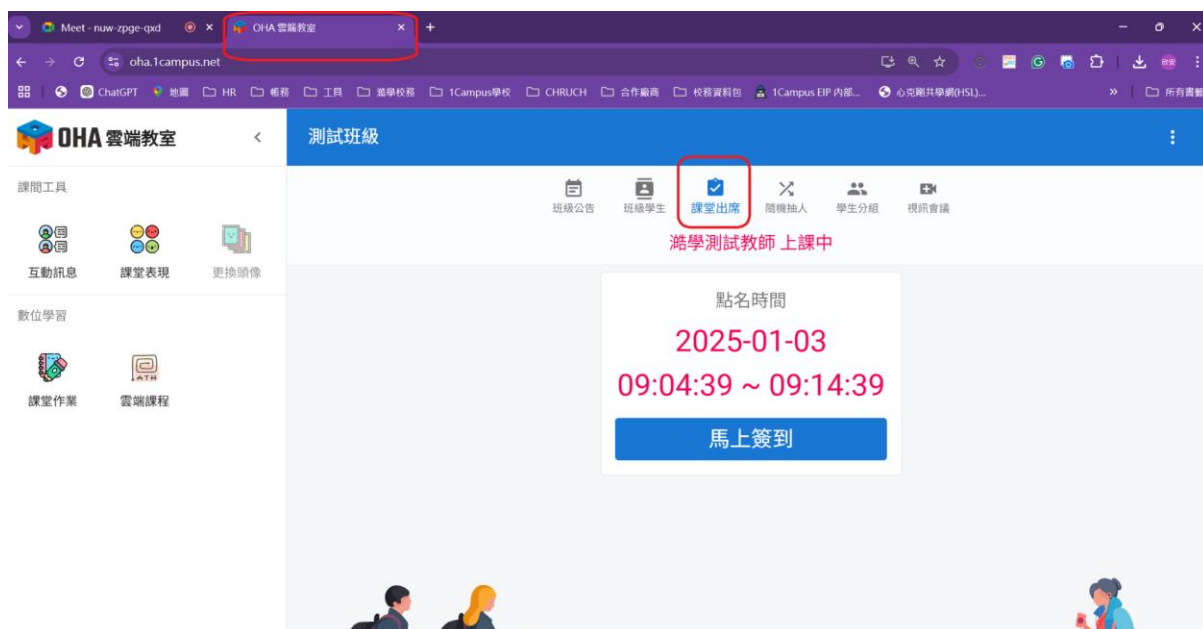 Meet - nuw-zpge-qxd
OHA 雲端教室
oha.1campus.net
ChatGPT 地圖 HR 帳務 工具 澔學校務 1Campus學校 CHRUCH 合作廠商 校務資料包 1Campus EIP 內部... 心克剛共學網(HSL)... » 所有書籤
OHA 雲端教室
測試班級
課間工具
互動訊息 課堂表現 更換頭像
數位學習
課堂作業 雲端課程
班級公告 班級學生 課堂出席 隨機抽人 學生分組 視訊會議
澔學測試教師 上課中
點名時間
2025-01-03
09:04:39 ~ 09:14:39
馬上簽到